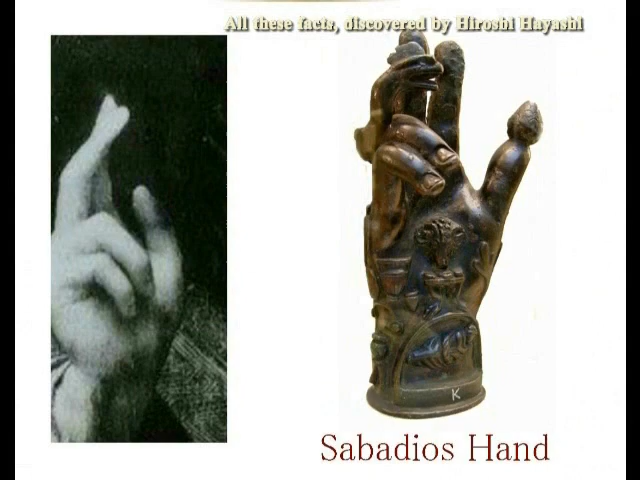 All these facts, discovered by Hiroshi Hayashi
K
Sabadios Hand